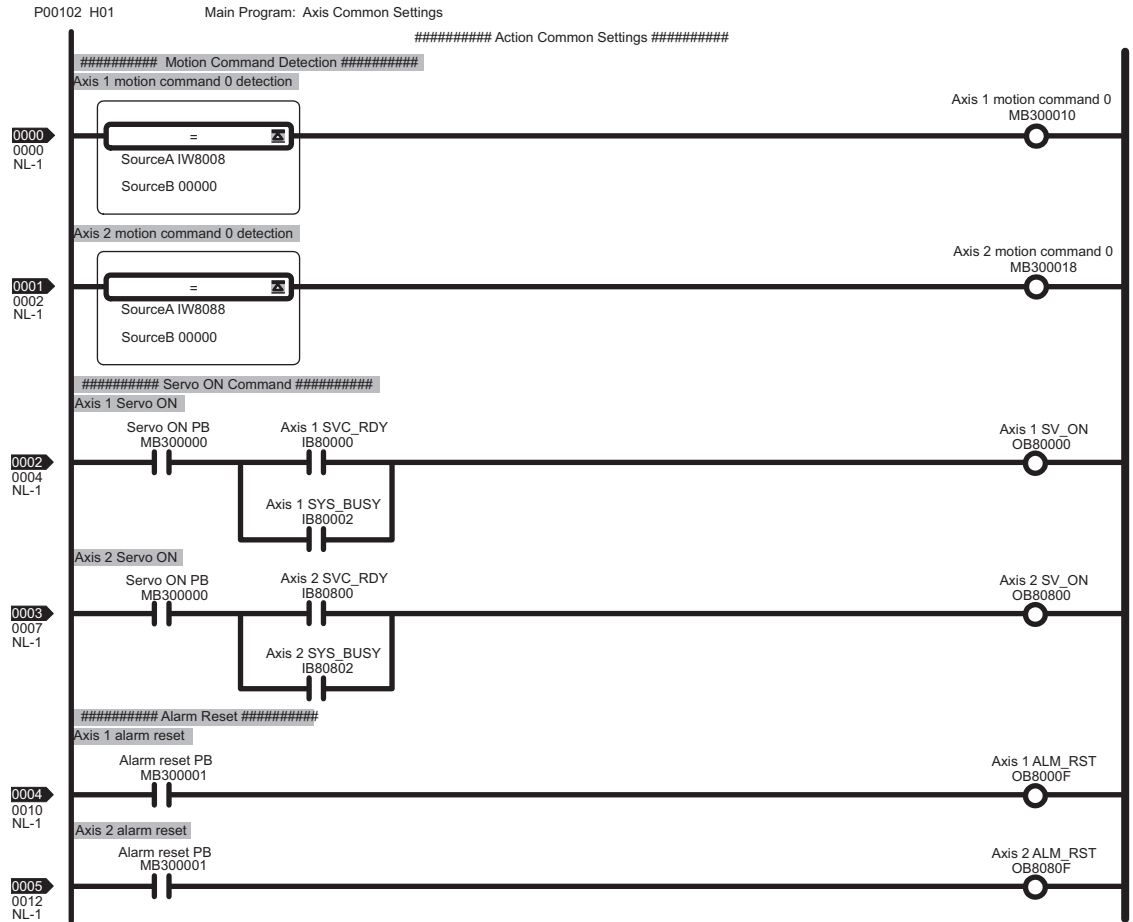 P00102 H01 Main Program: Axis Common Settings
########## Action Common Settings ##########
########## Motion Command Detection ##########
Axis 1 motion command 0 detection
Axis 1 motion command 0
MB300010
0000
0000
NL-1
=
SourceA IW8008
SourceB 00000
Axis 2 motion command 0 detection
Axis 2 motion command 0
MB300018
0001
0002
NL-1
=
SourceA IW8088
SourceB 00000
########## Servo ON Command ##########
Axis 1 Servo ON
Servo ON PB
MB300000
Axis 1 SVC_RDY
IB80000
Axis 1 SV_ON
OB80000
0002
0004
NL-1
Axis 1 SYS_BUSY
IB80002
Axis 2 Servo ON
Servo ON PB
MB300000
Axis 2 SVC_RDY
IB80800
Axis 2 SV_ON
OB80800
0003
0007
NL-1
Axis 2 SYS_BUSY
IB80802
########## Alarm Reset ##########
Axis 1 alarm reset
Alarm reset PB
MB300001
Axis 1 ALM_RST
OB8000F
0004
0010
NL-1
Axis 2 alarm reset
Alarm reset PB
MB300001
Axis 2 ALM_RST
OB8080F
0005
0012
NL-1